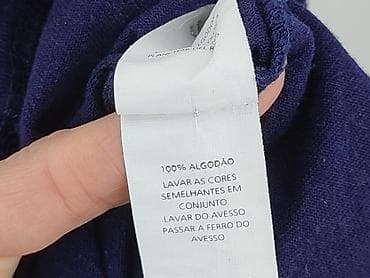 100% ALGODÃO
LAVAR AS CORES
SEMELHANTES EM
CONJUNTO
LAVAR DO AVESSO
PASSAR A FERRO DO
AVESSO